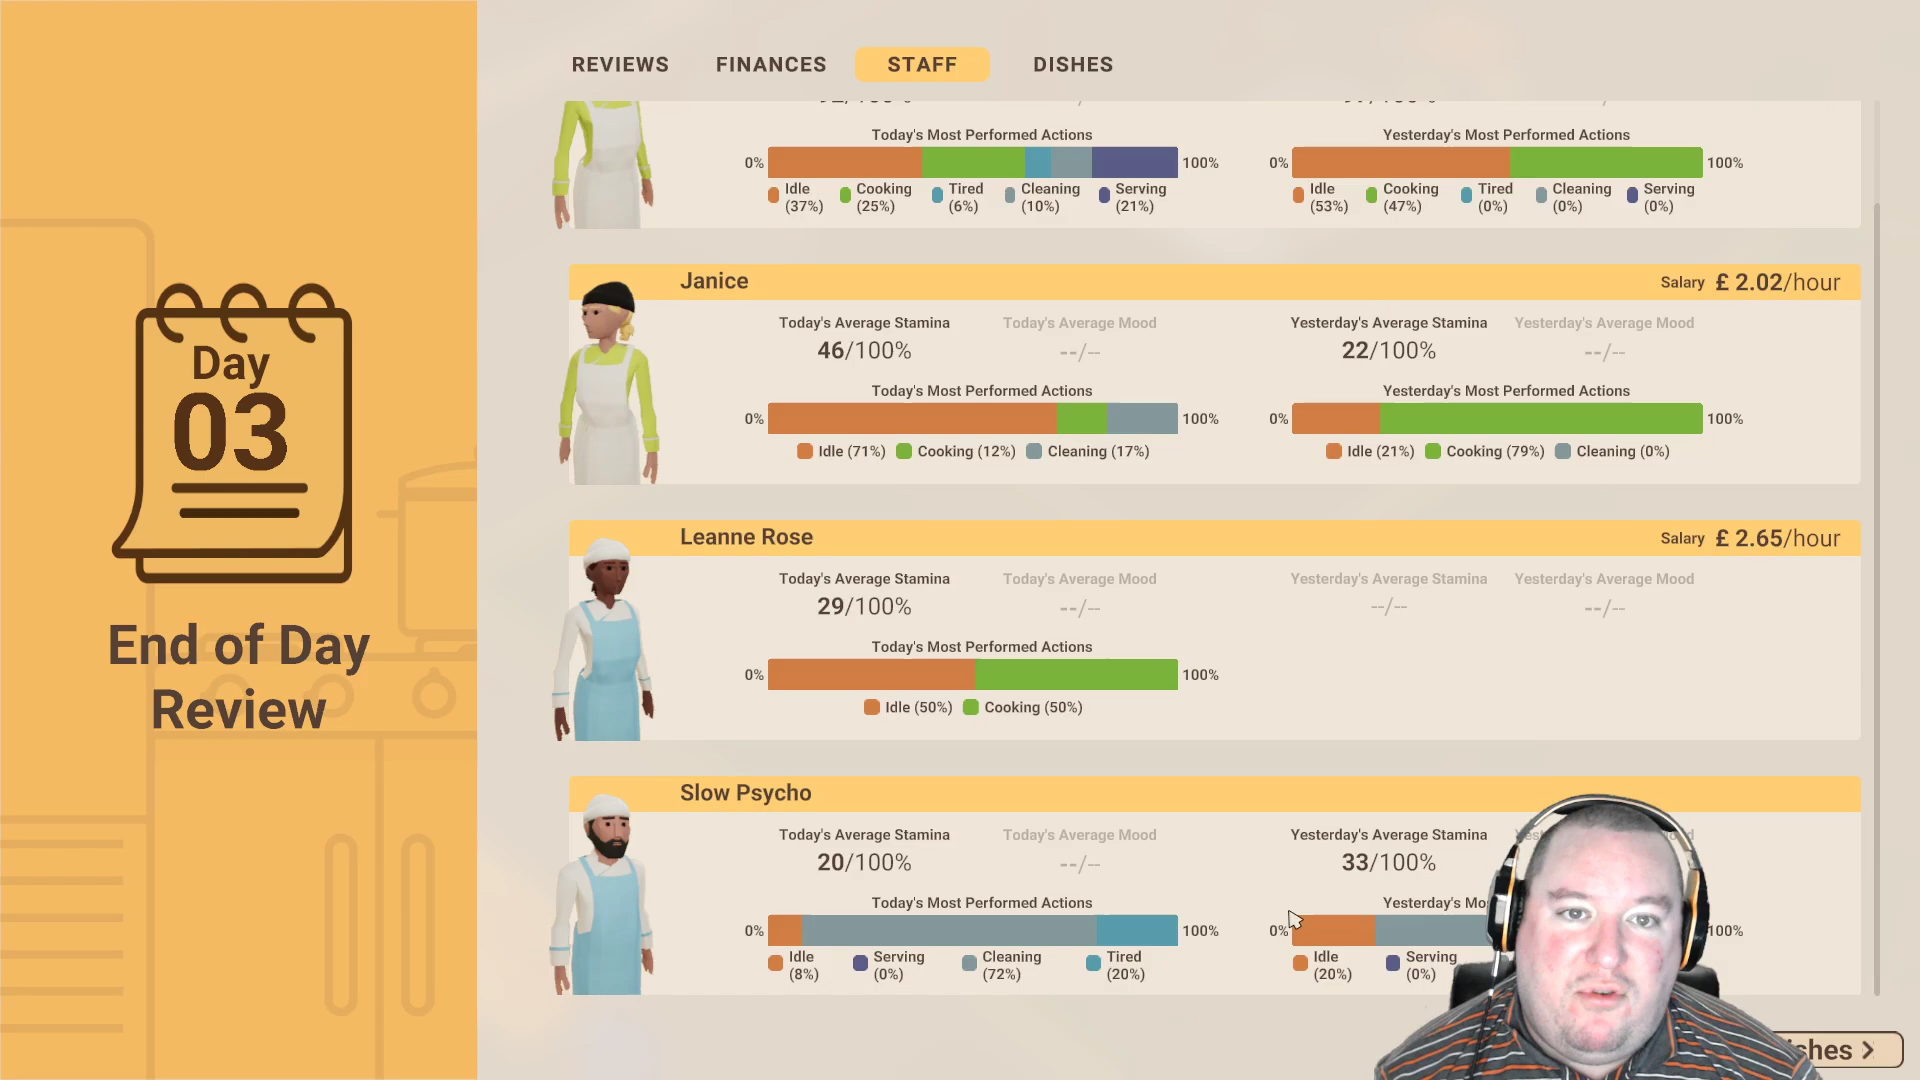 REVIEWS FINANCES STAFF DISHES
Today's Most Performed Actions Yesterday's Most Performed Actions
0% 100% 0% 100%
Idle (37%) Cooking (25%) Tired (6%) Cleaning (10%) Serving (21%) Idle (53%) Cooking (47%) Tired (0%) Cleaning (0%) Serving (0%)
Janice Salary £ 2.02/hour
Today's Average Stamina Today's Average Mood Yesterday's Average Stamina Yesterday's Average Mood
46/100% --/-- 22/100% --/--
Today's Most Performed Actions Yesterday's Most Performed Actions
0% 100% 0% 100%
Idle (71%) Cooking (12%) Cleaning (17%) Idle (21%) Cooking (79%) Cleaning (0%)
Day
03
End of Day
Review
Leanne Rose Salary £ 2.65/hour
Today's Average Stamina Today's Average Mood Yesterday's Average Stamina Yesterday's Average Mood
29/100% --/-- --/-- --/--
Today's Most Performed Actions
0% 100%
Idle (50%) Cooking (50%)
Slow Psycho
Today's Average Stamina Today's Average Mood Yesterday's Average Stamina
20/100% --/-- 33/100%
Today's Most Performed Actions Yesterday's
0% 100% 0% 100%
Idle (8%) Serving (0%) Cleaning (72%) Tired (20%) Idle (20%) Serving (0%)